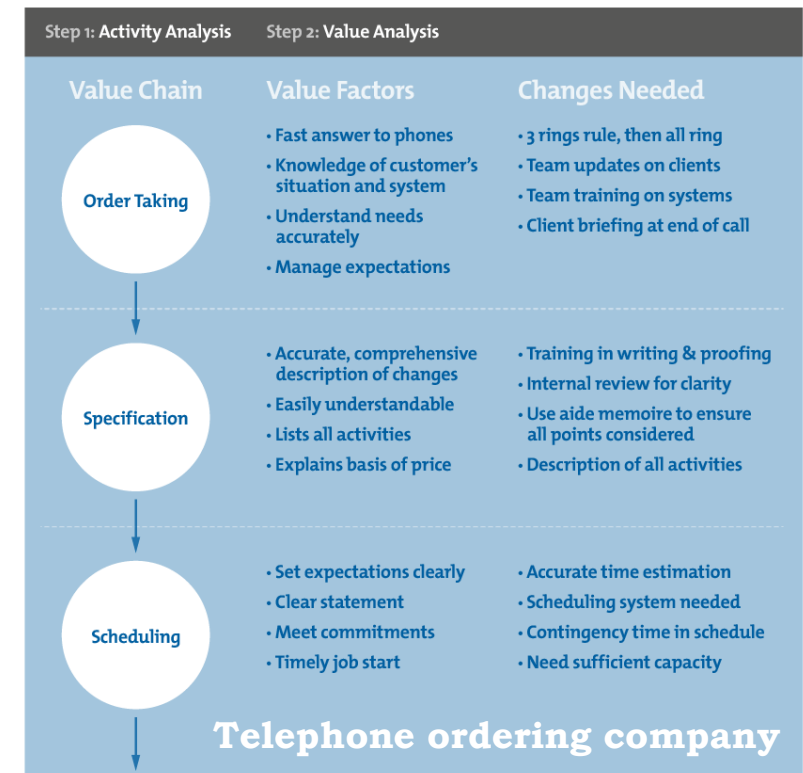 Step 1: Activity Analysis
Step 2: Value Analysis
Value Chain
Value Factors
Changes Needed
Order Taking
• Fast answer to phones
• Knowledge of customer's
situation and system
• Understand needs
accurately
• Manage expectations
• 3 rings rule, then all ring
• Team updates on clients
• Team training on systems
• Client briefing at end of call
Specification
• Accurate, comprehensive
description of changes
• Easily understandable
• Lists all activities
• Explains basis of price
• Training in writing & proofing
• Internal review for clarity
• Use aide memoire to ensure
all points considered
• Description of all activities
Scheduling
• Set expectations clearly
• Clear statement
• Meet commitments
• Timely job start
• Accurate time estimation
• Scheduling system needed
• Contingency time in schedule
• Need sufficient capacity
Telephone ordering company